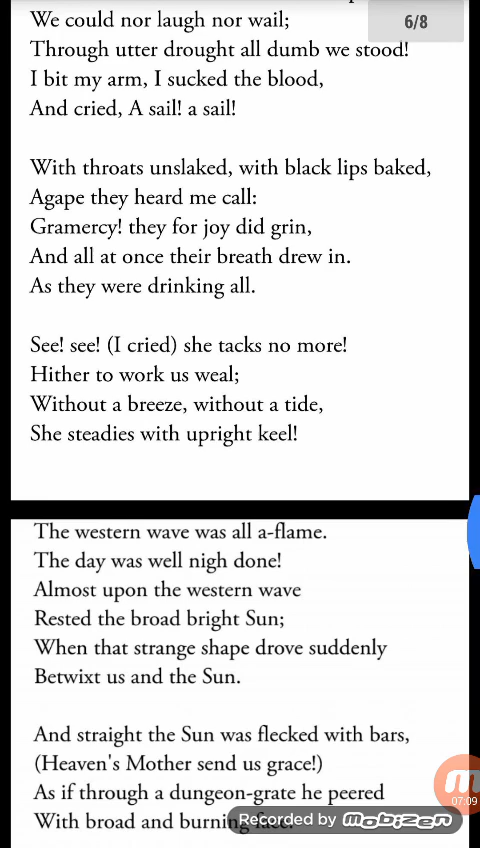 We could nor laugh nor wail;
6/8
Through utter drought all dumb we stood!
I bit my arm, I sucked the blood,
And cried, A sail! a sail!
With throats unslaked, with black lips baked,
Agape they heard me call:
Gramercy! they for joy did grin,
And all at once their breath drew in.
As they were drinking all.
See! see! (I cried) she tacks no more!
Hither to work us weal;
Without a breeze, without a tide,
She steadies with upright keel!
The western wave was all a-flame.
The day was well nigh done!
Almost upon the western wave
Rested the broad bright Sun;
When that strange shape drove suddenly
Betwixt us and the Sun.
And straight the Sun was flecked with bars,
(Heaven's Mother send us grace!)
As if through a dungeon-grate he peered
07:09
With broad and burning face.
Recorded by mobizen